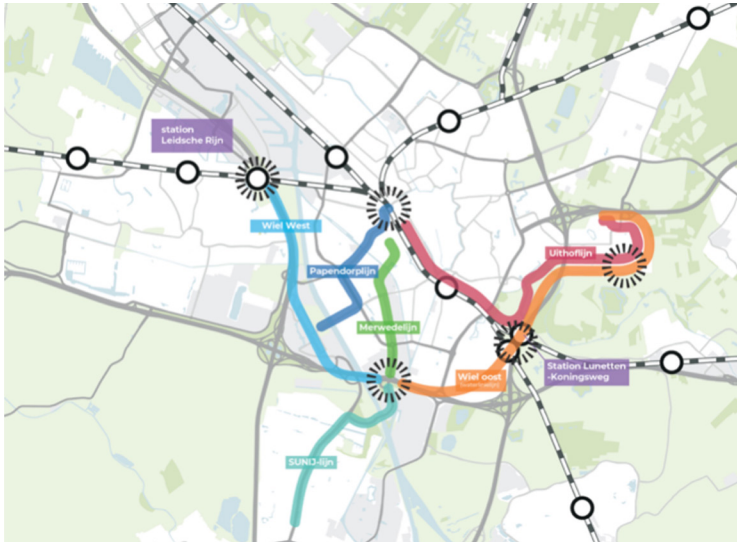 station
Leidsche Rijn
Wiel West
Papendorplijn
Uithoflijn
Merwedelijn
Station Lunetten
-Koningsweg
Wiel oost
SUNIJ-lijn